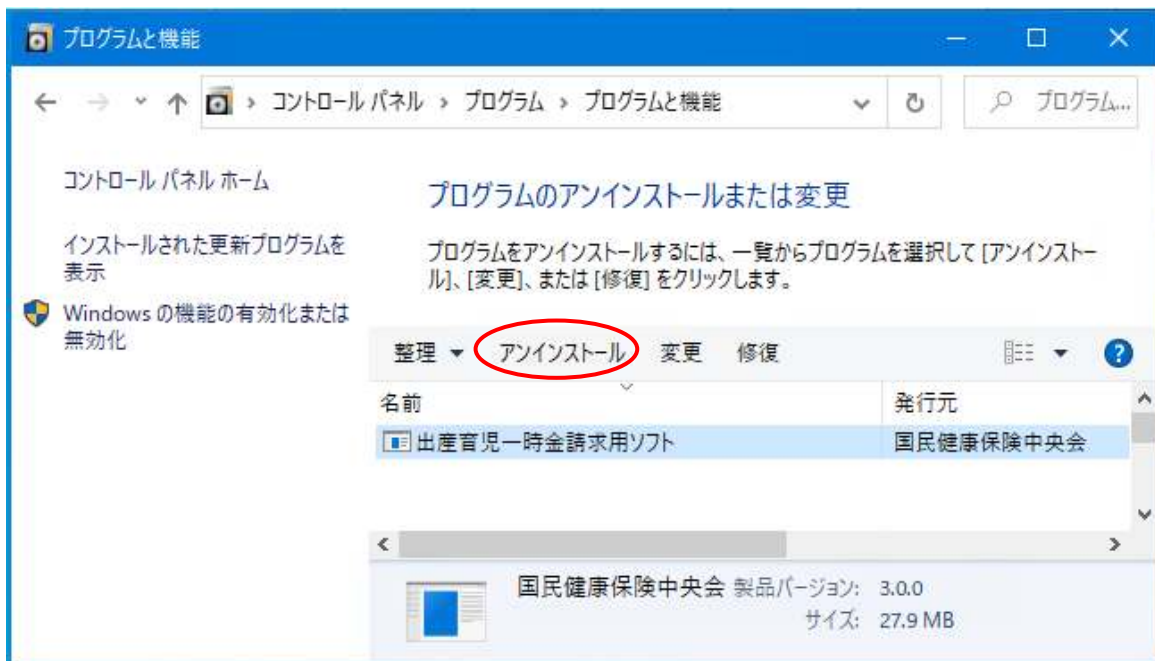 プログラムと機能
コントロール パネル › プログラム › プログラムと機能
プログラム...
コントロール パネル ホーム
インストールされた更新プログラムを
表示
Windows の機能の有効化または
無効化
プログラムのアンインストールまたは変更
プログラムをアンインストールするには、一覧からプログラムを選択して [アンインストー
ル]、[変更]、または [修復] をクリックします。
整理 アンインストール 変更 修復
名前 発行元
出産育児一時金請求用ソフト 国民健康保険中央会
国民健康保険中央会 製品バージョン: 3.0.0
サイズ: 27.9 MB